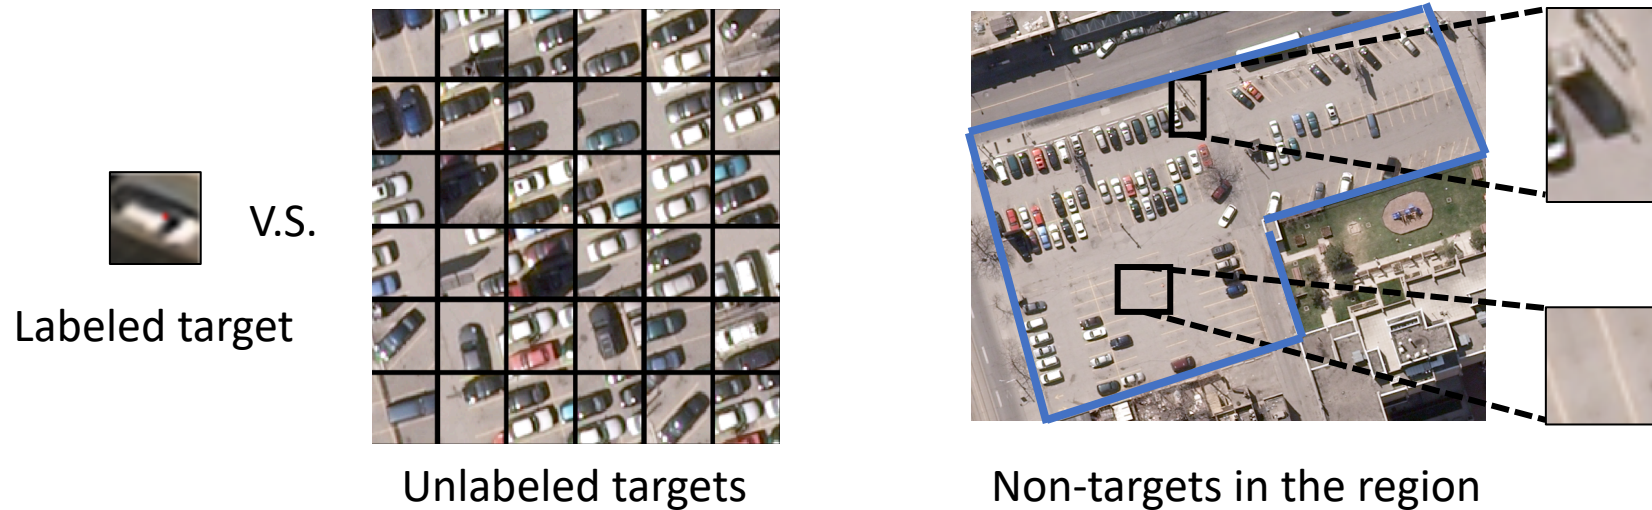 V.S.
Labeled target
Unlabeled targets
Non-targets in the region